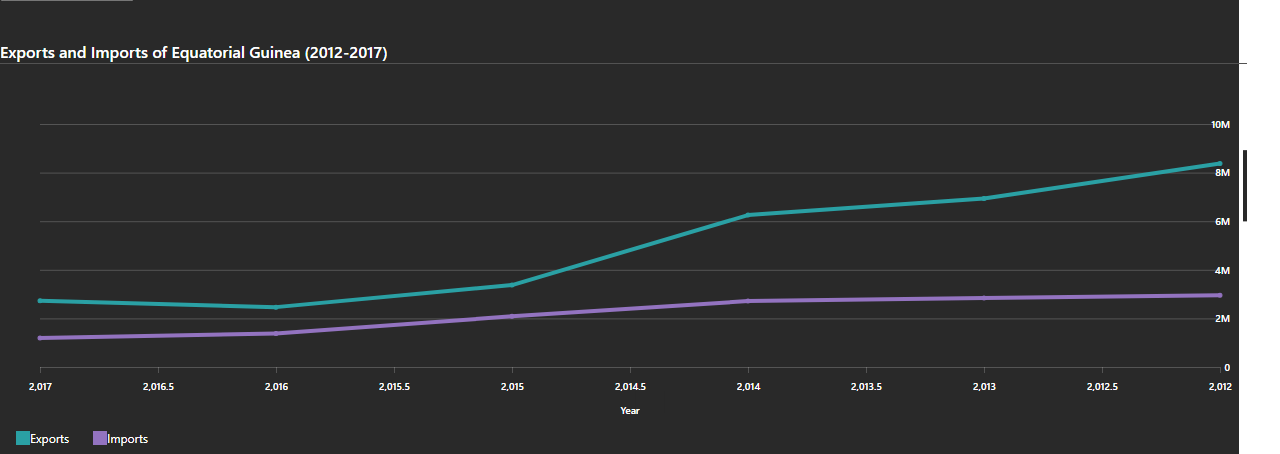 Exports and Imports of Equatorial Guinea (2012-2017)
10M
8M
6M
4M
2M
0
2,017 2,016.5 2,016 2,015.5 2,015 2,014.5 2,014 2,013.5 2,013 2,012.5 2,012
Year
Exports Imports